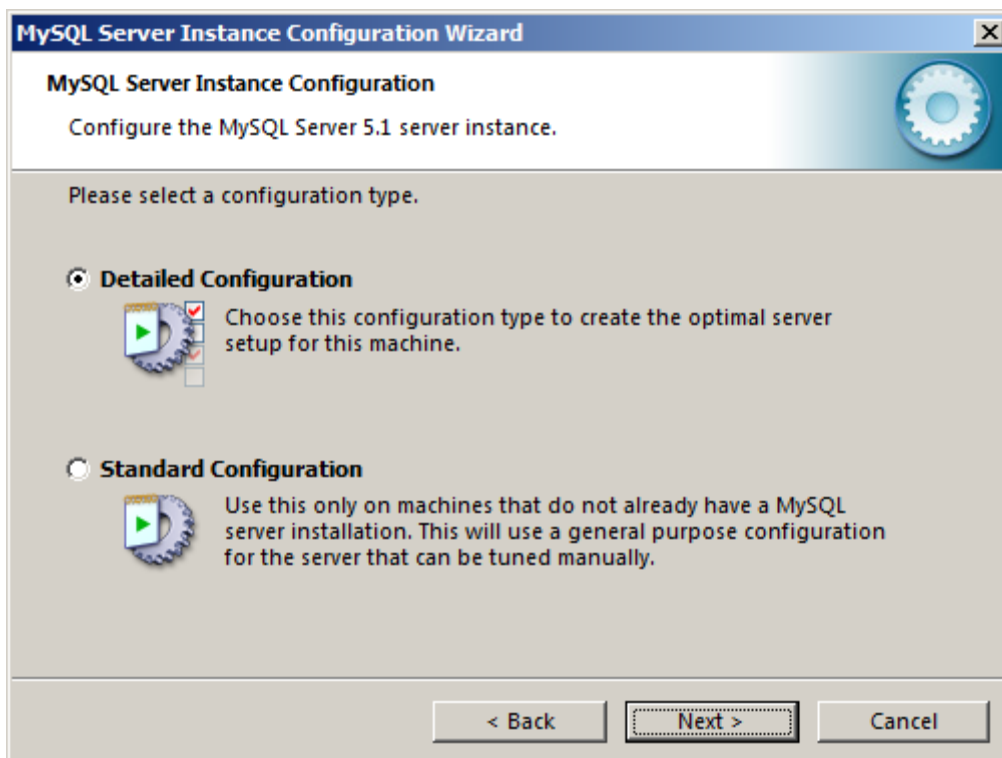 MySQL Server Instance Configuration Wizard
MySQL Server Instance Configuration
Configure the MySQL Server 5.1 server instance.
Please select a configuration type.
Detailed Configuration
Choose this configuration type to create the optimal server
setup for this machine.
Standard Configuration
Use this only on machines that do not already have a MySQL
server installation. This will use a general purpose configuration
for the server that can be tuned manually.
< Back
Next >
Cancel